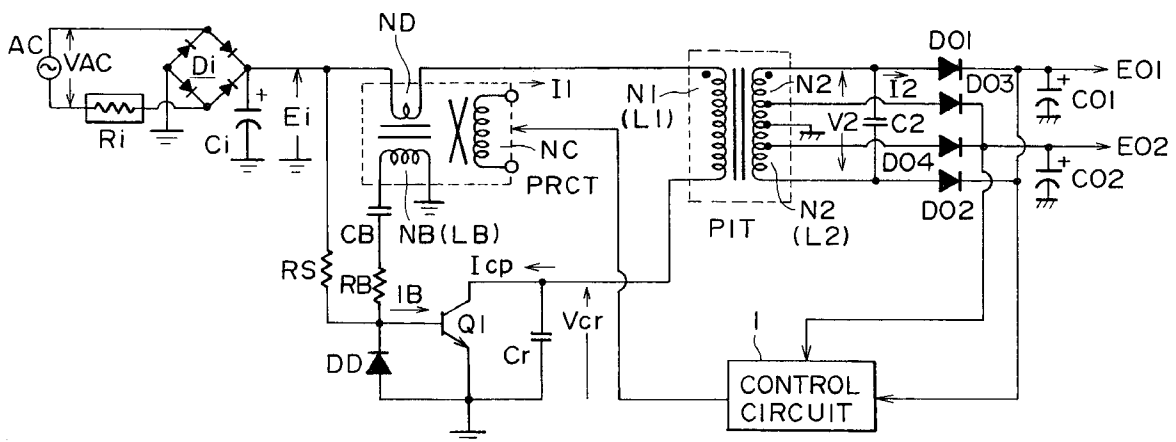 ND
AC
VAC
Di
Ri
Ci
+
Ei
I1
NC
PRCT
CB
NB(LB)
RS
RB
IB
Icp
Q1
DD
Cr
Vcr
N1
(L1)
PIT
N2
I2
V2
C2
N2
(L2)
DO1
DO3
DO4
DO2
+
CO1
EO1
+
CO2
EO2
1
CONTROL
CIRCUIT